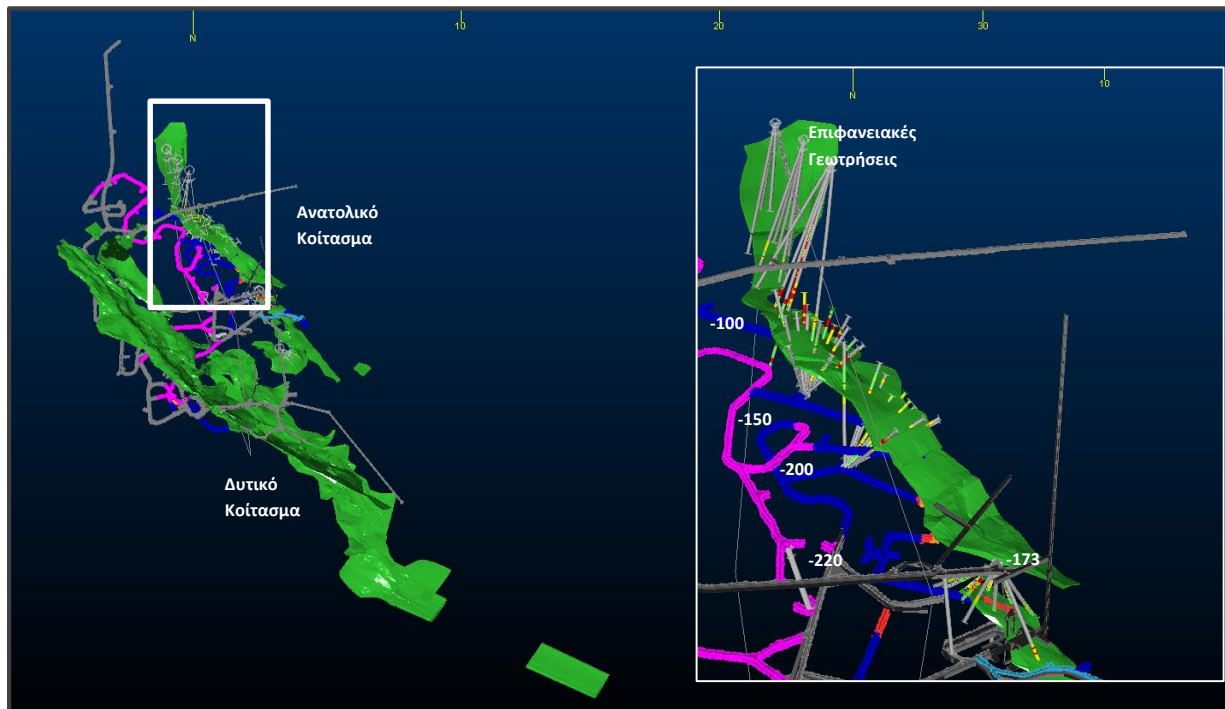 N
10
20
30
N
10
Ανατολικό
Κοίτασμα
Δυτικό
Κοίτασμα
Επιφανειακές
Γεωτρήσεις
-100
-150
-200
-220
-173